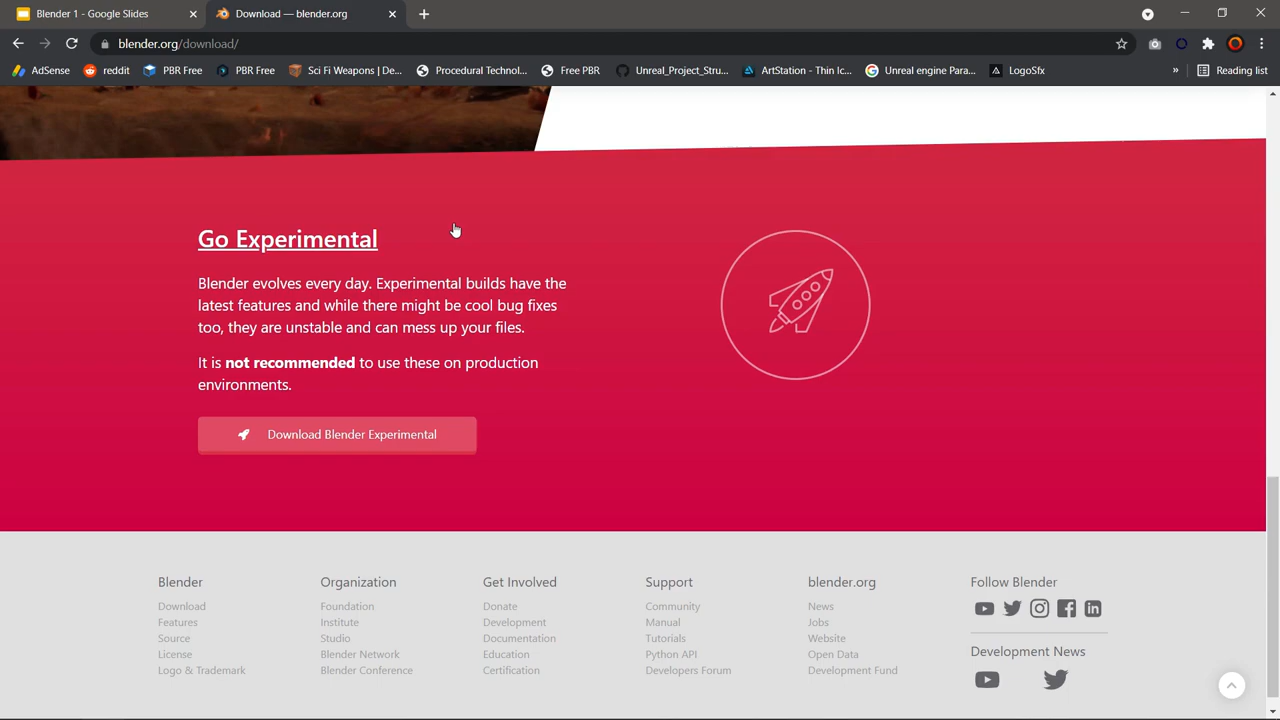 Blender 1 - Google Slides
Download — blender.org
blender.org/download/
AdSense
reddit
PBR Free
PBR Free
Sci Fi Weapons | De...
Procedural Technol...
Free PBR
Unreal_Project_Stru...
ArtStation - Thin Ic...
Unreal engine Para...
LogoSfx
»
Reading list
Go Experimental
Blender evolves every day. Experimental builds have the
latest features and while there might be cool bug fixes
too, they are unstable and can mess up your files.
It is not recommended to use these on production
environments.
Download Blender Experimental
Blender
Download
Features
Source
License
Logo & Trademark
Organization
Foundation
Institute
Studio
Blender Network
Blender Conference
Get Involved
Donate
Development
Documentation
Education
Certification
Support
Community
Manual
Tutorials
Python API
Developers Forum
blender.org
News
Jobs
Website
Open Data
Development Fund
Follow Blender
Development News